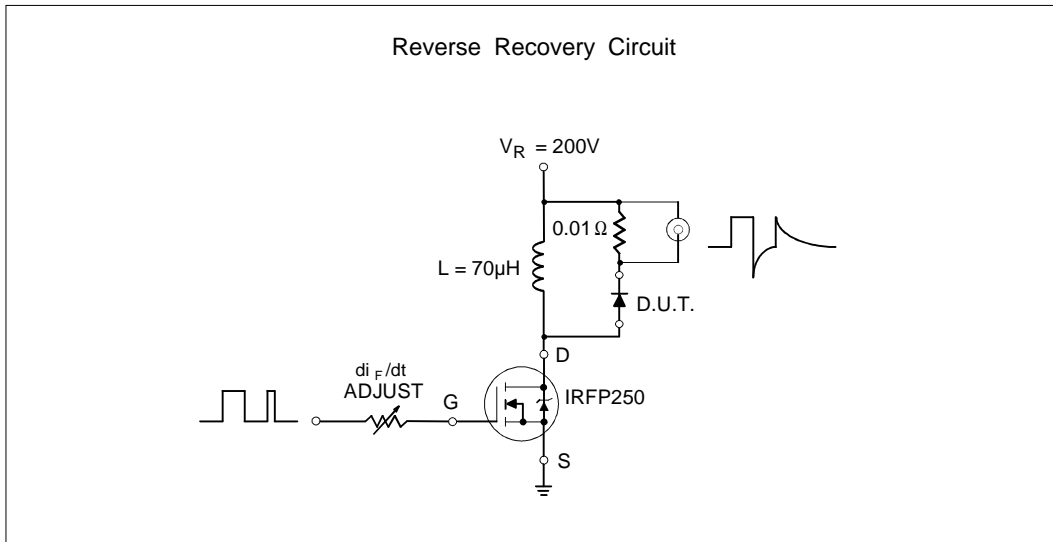 Reverse Recovery Circuit
V_R = 200V
0.01 Ω
L = 70µH
D.U.T.
D
di_F/dt
ADJUST
G
IRFP250
S